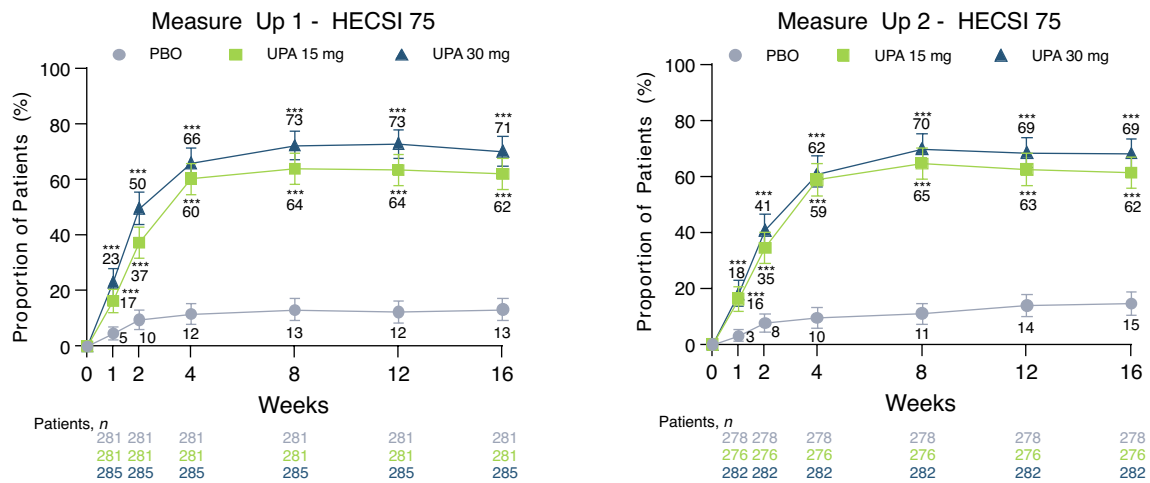 Measure Up 1 - HECSI 75
PBO UPA 15 mg UPA 30 mg
Proportion of Patients (%)
100
80
60
40
20
0
*** 23
*** 50
*** 66
*** 73
*** 73
*** 71
*** 17
*** 37
*** 60
*** 64
*** 64
*** 62
5 10 12 13 12 13
0 1 2 4 8 12 16
Weeks
Patients, n
281 281 281 281 281 281
281 281 281 281 281 281
285 285 285 285 285 285
Measure Up 2 - HECSI 75
PBO UPA 15 mg UPA 30 mg
Proportion of Patients (%)
100
80
60
40
20
0
*** 18
*** 41
*** 62
*** 70
*** 69
*** 69
*** 16
*** 35
*** 59
*** 65
*** 63
*** 62
3 8 10 11 14 15
0 1 2 4 8 12 16
Weeks
278 278 278 278 278 278
276 276 276 276 276 276
282 282 282 282 282 282